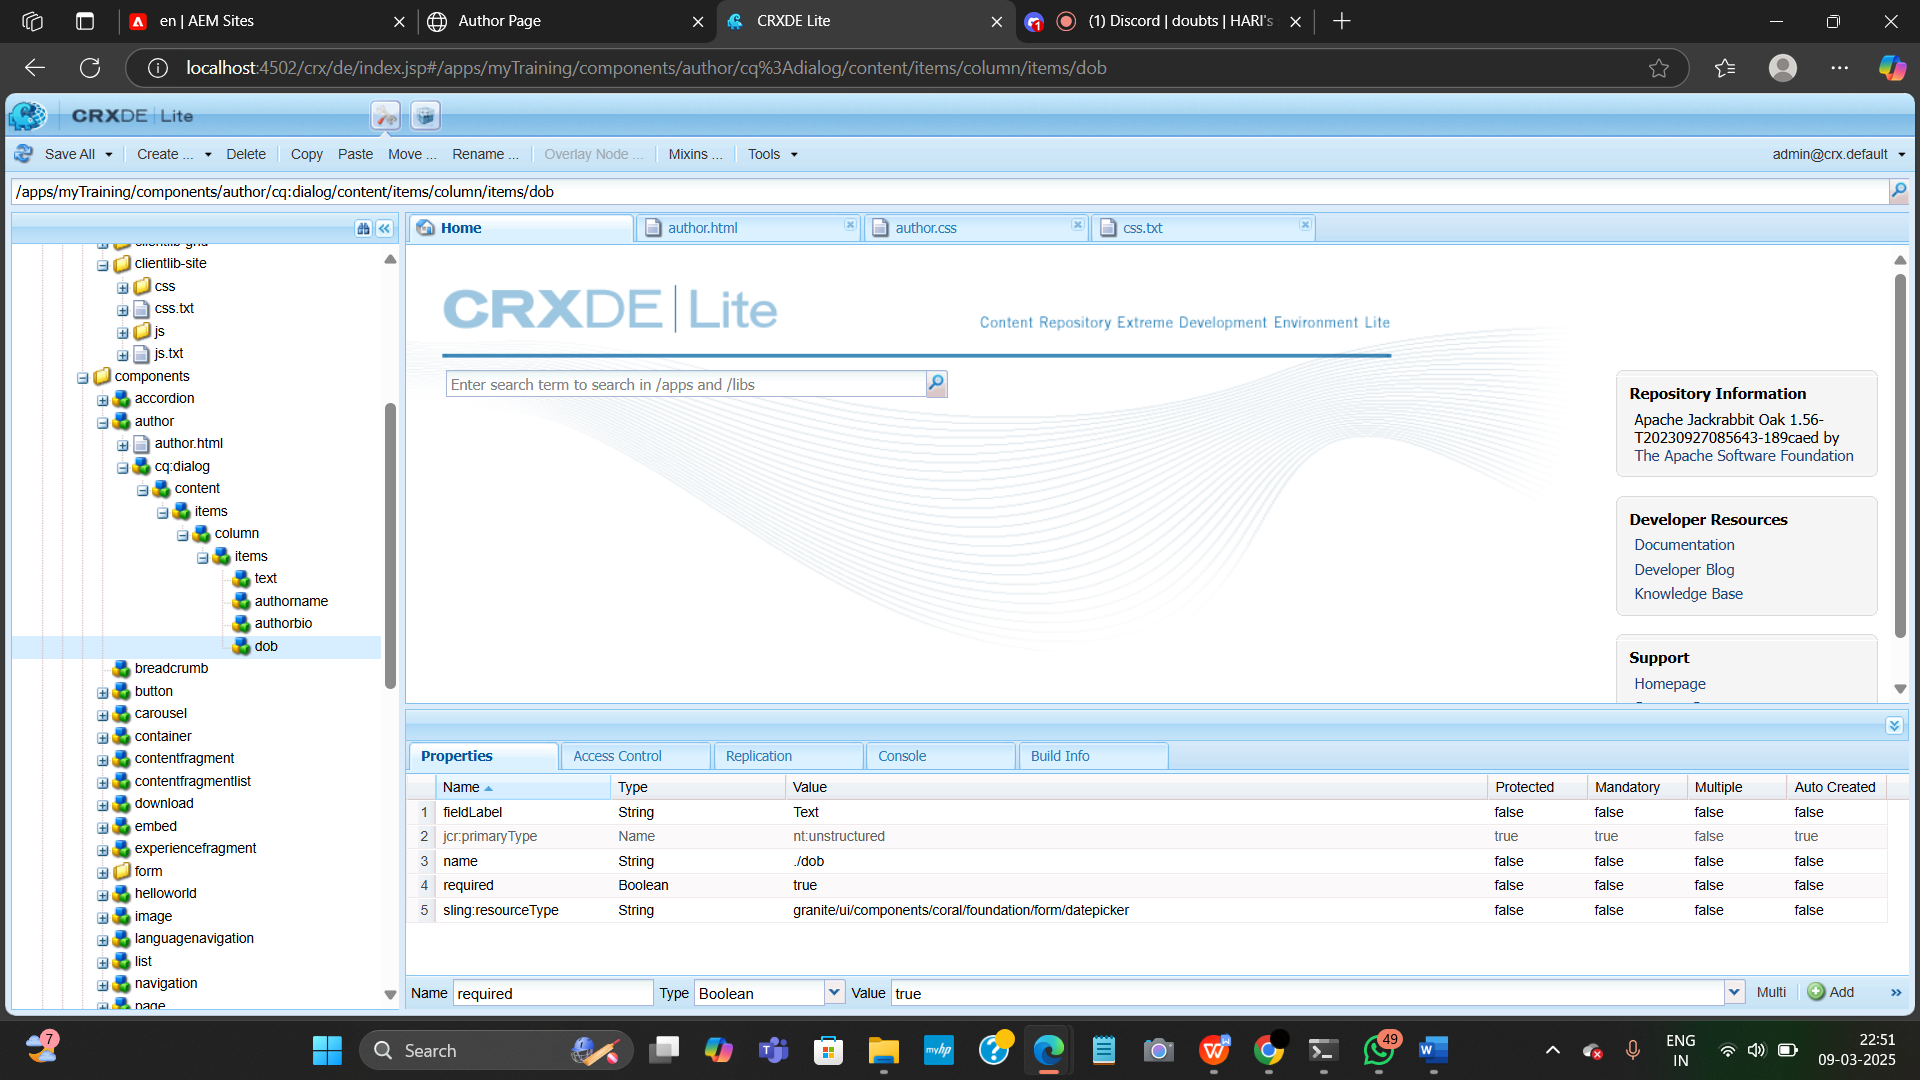 en | AEM Sites
Author Page
CRXDE Lite
(1) Discord | doubts | HARI's
localhost:4502/crx/de/index.jsp#/apps/myTraining/components/author/cq%3Adialog/content/items/column/items/dob
CRXDE | Lite
Save All
Create ...
Delete
Copy
Paste
Move ...
Rename ...
Overlay Node ...
Mixins ...
Tools
admin@crx.default
/apps/myTraining/components/author/cq:dialog/content/items/column/items/dob
clientlib-site
css
css.txt
js
js.txt
components
accordion
author
author.html
cq:dialog
content
items
column
items
text
authorname
authorbio
dob
breadcrumb
button
carousel
container
contentfragment
contentfragmentlist
download
embed
experiencefragment
form
helloworld
image
languagenavigation
list
navigation
page
Home
author.html
author.css
css.txt
CRXDE | Lite
Content Repository Extreme Development Environment Lite
Enter search term to search in /apps and /libs
Repository Information
Apache Jackrabbit Oak 1.56-
T20230927085643-189caed by
The Apache Software Foundation
Developer Resources
Documentation
Developer Blog
Knowledge Base
Support
Homepage
Properties
Access Control
Replication
Console
Build Info
Name Type Value Protected Mandatory Multiple Auto Created
1 fieldLabel String Text false false false false
2 jcr:primaryType Name nt:unstructured true true false true
3 name String ./dob false false false false
4 required Boolean true false false false false
5 sling:resourceType String granite/ui/components/coral/foundation/form/datepicker false false false false
Name required Type Boolean Value true Multi Add
7
Search
myhp
49
ENG
IN
22:51
09-03-2025